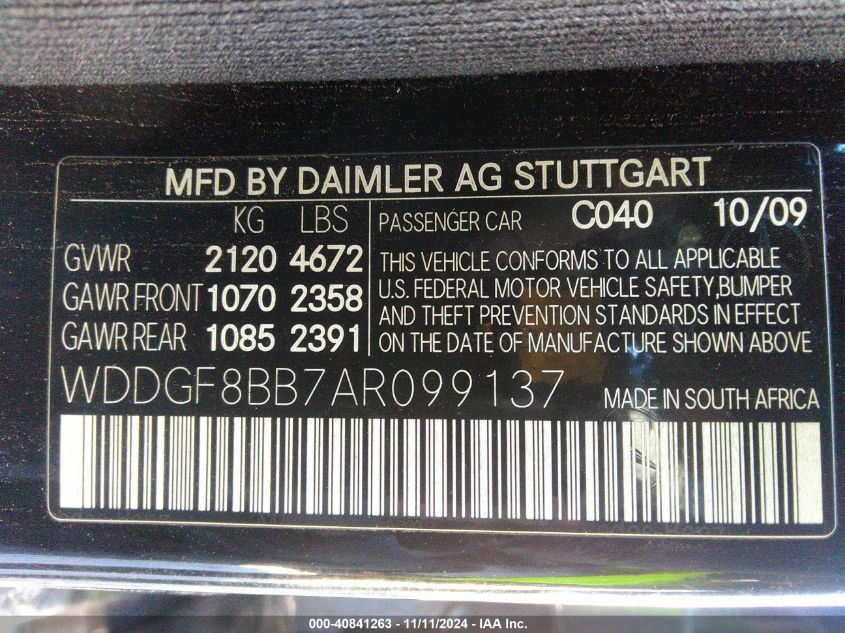 MFD BY DAIMLER AG STUTTGART
KG LBS
PASSENGER CAR C040 10/09
GVWR 2120 4672
GAWR FRONT 1070 2358
GAWR REAR 1085 2391
THIS VEHICLE CONFORMS TO ALL APPLICABLE
U.S. FEDERAL MOTOR VEHICLE SAFETY,BUMPER
AND THEFT PREVENTION STANDARDS IN EFFECT
ON THE DATE OF MANUFACTURE SHOWN ABOVE
WDDGF8BB7AR099137 MADE IN SOUTH AFRICA
000-40841263 - 11/11/2024 - IAA Inc.